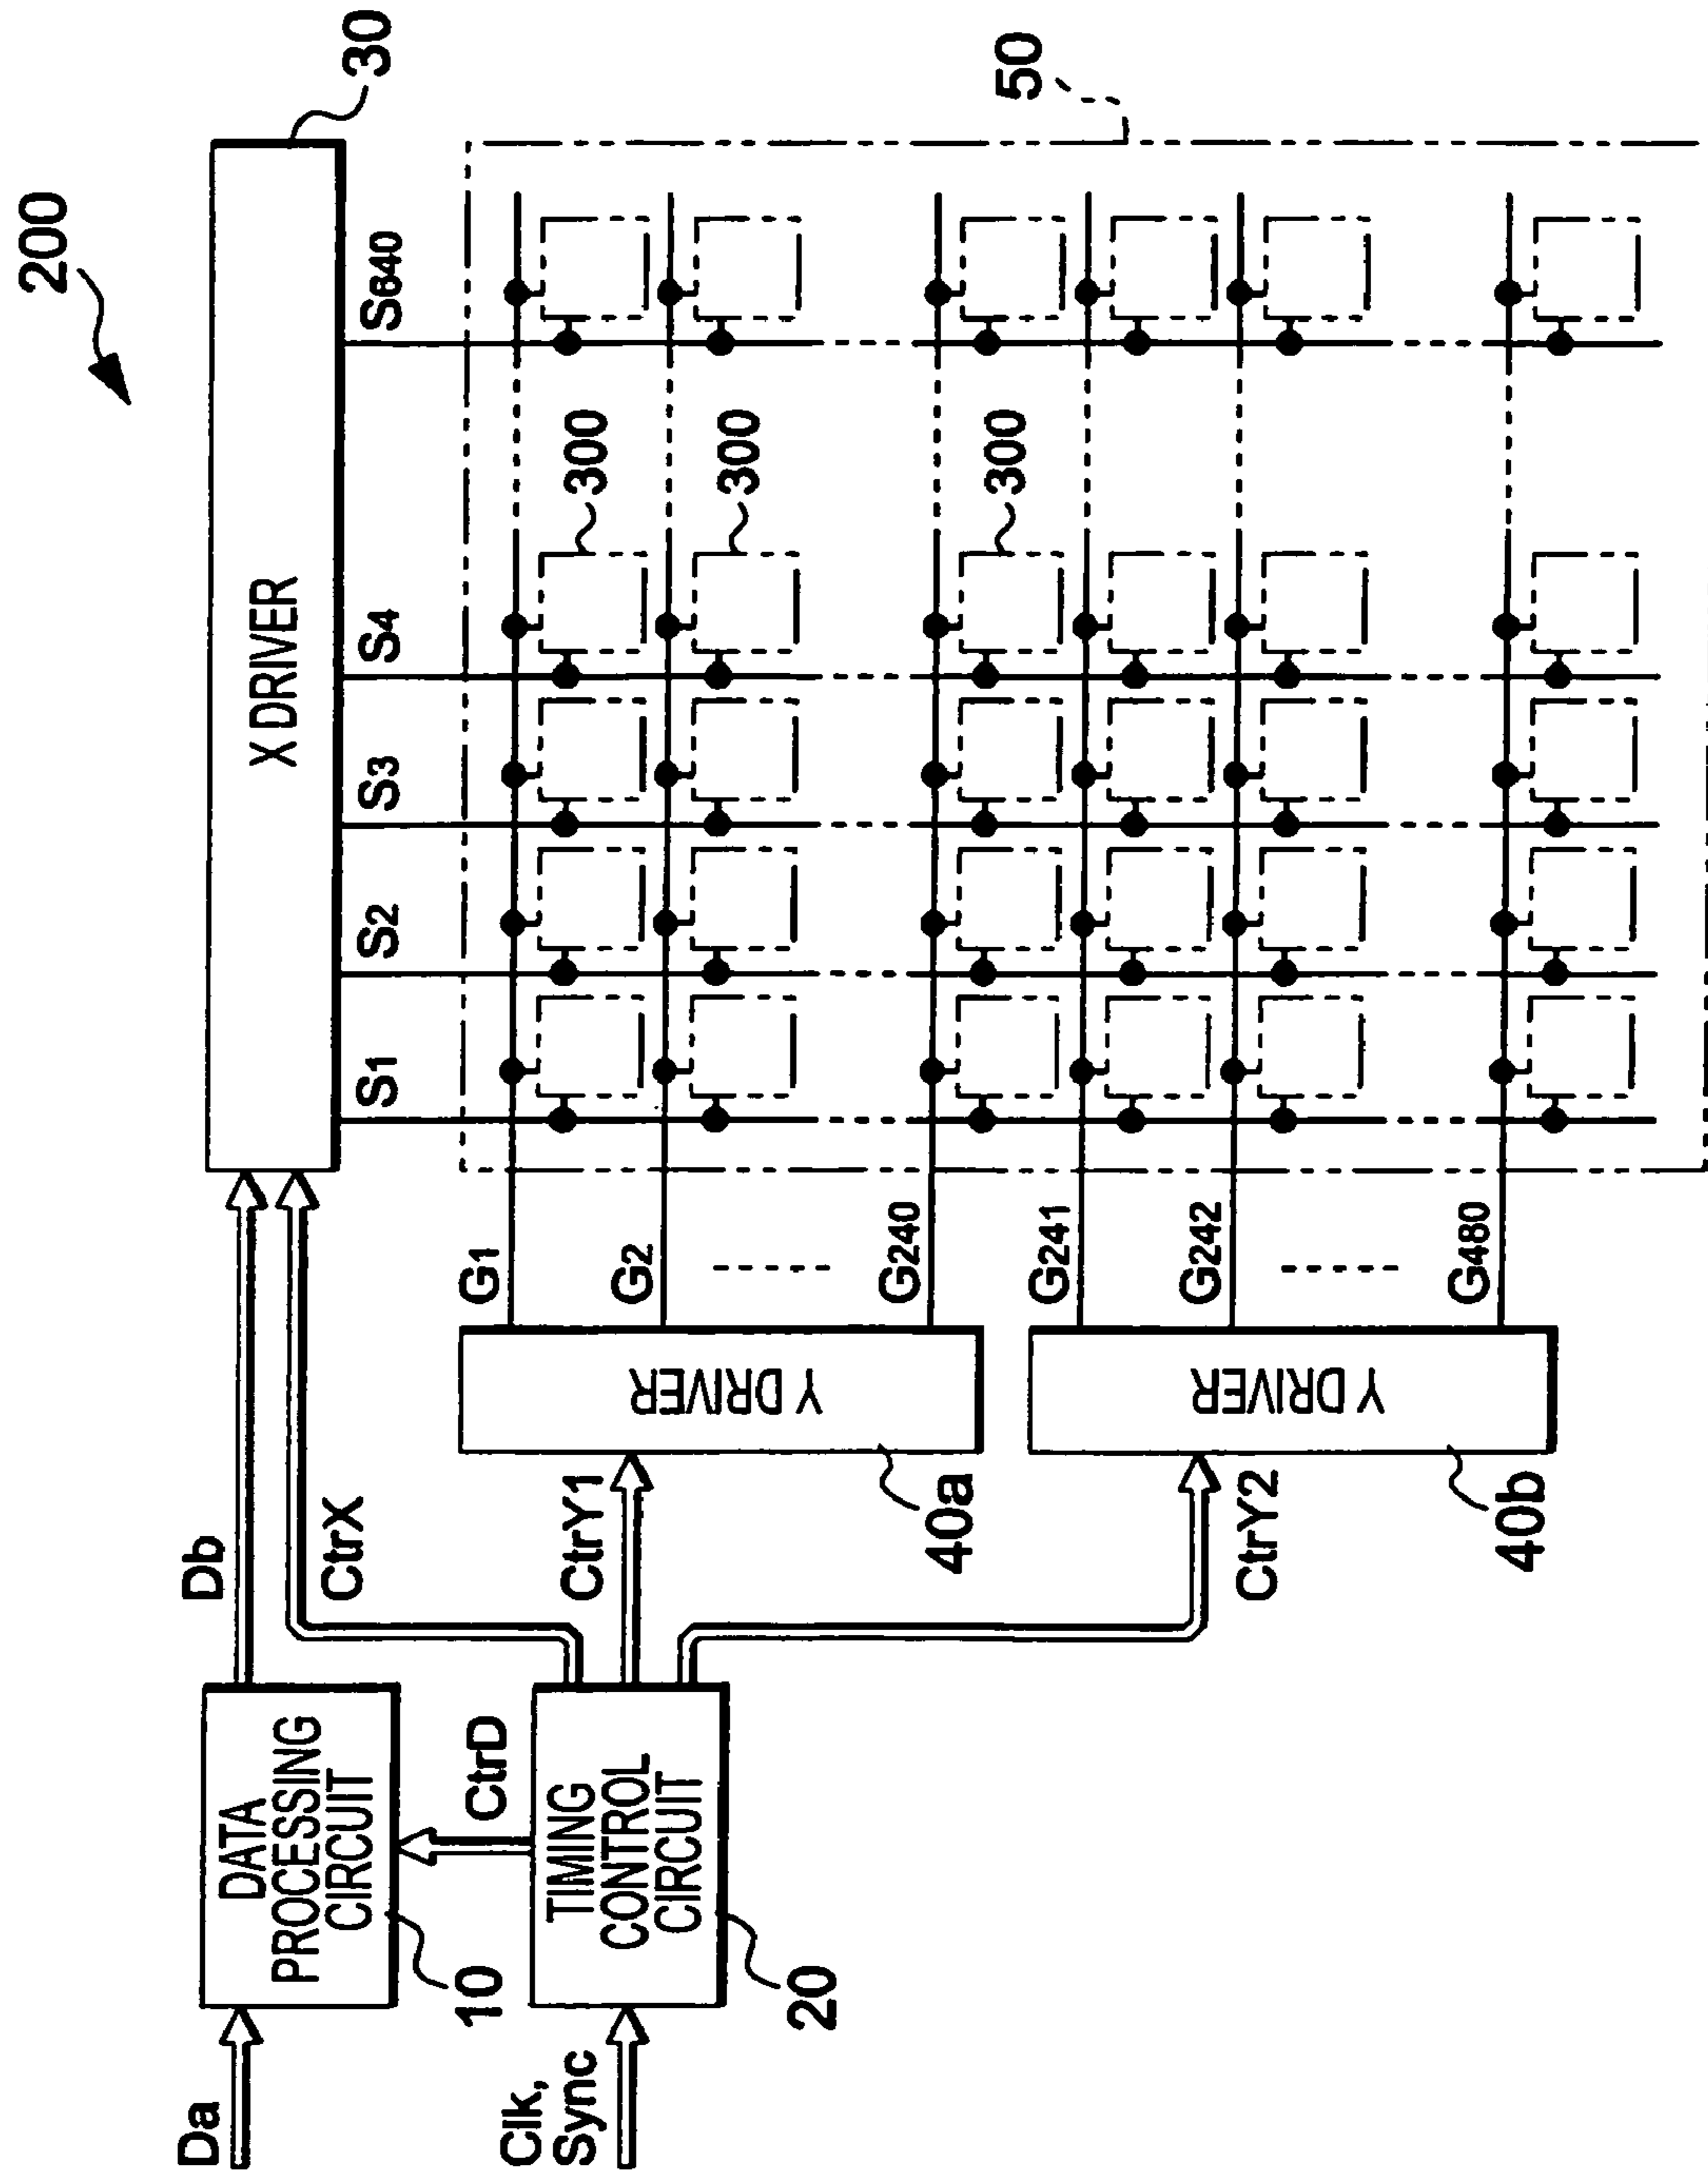 200
Da
DATA
PROCESSING
CIRCUIT
10
Db
X DRIVER
30
CtrD
CtrX
Clk,
Sync
TIMING
CONTROL
CIRCUIT
20
CtrY1
CtrY2
Y DRIVER
40a
Y DRIVER
40b
S1
S2
S3
S4
S640
50
G1
G2
G240
G241
G242
G480
300
300
300